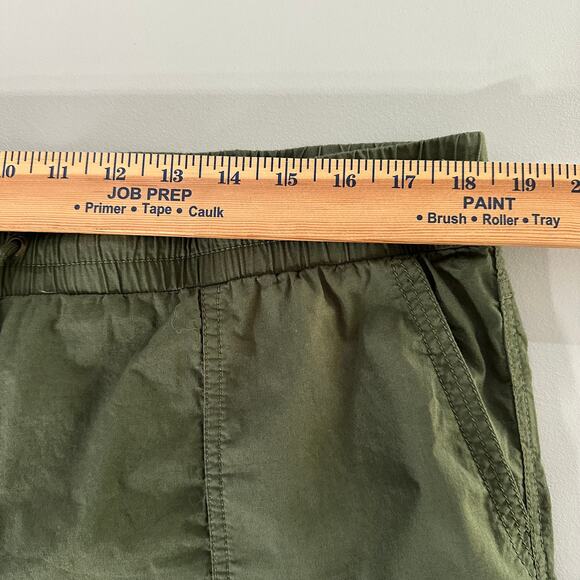 0 11 12 13 14 15 16 17 18 19 2
JOB PREP
• Primer • Tape • Caulk
PAINT
• Brush • Roller • Tray